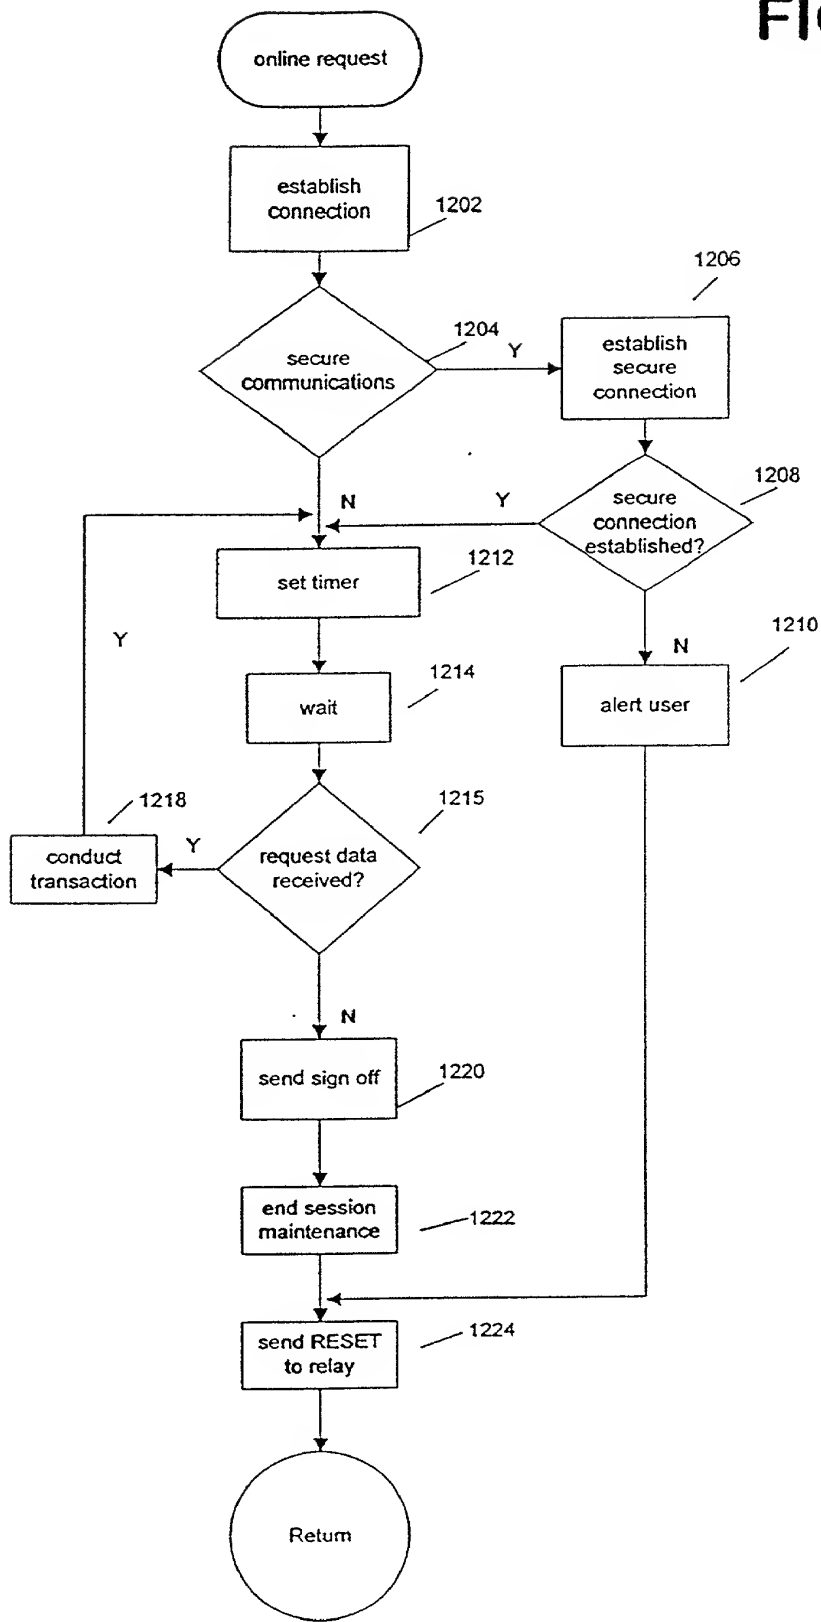 FIG
online request
establish
connection
1202
1206
1204
secure
communications
Y
establish
secure
connection
1208
secure
connection
established?
N
Y
set timer
1212
N
1210
Y
wait
1214
alert user
1218
1215
Y
conduct
transaction
request data
received?
N
send sign off
1220
end session
maintenance
1222
send RESET
to relay
1224
Return